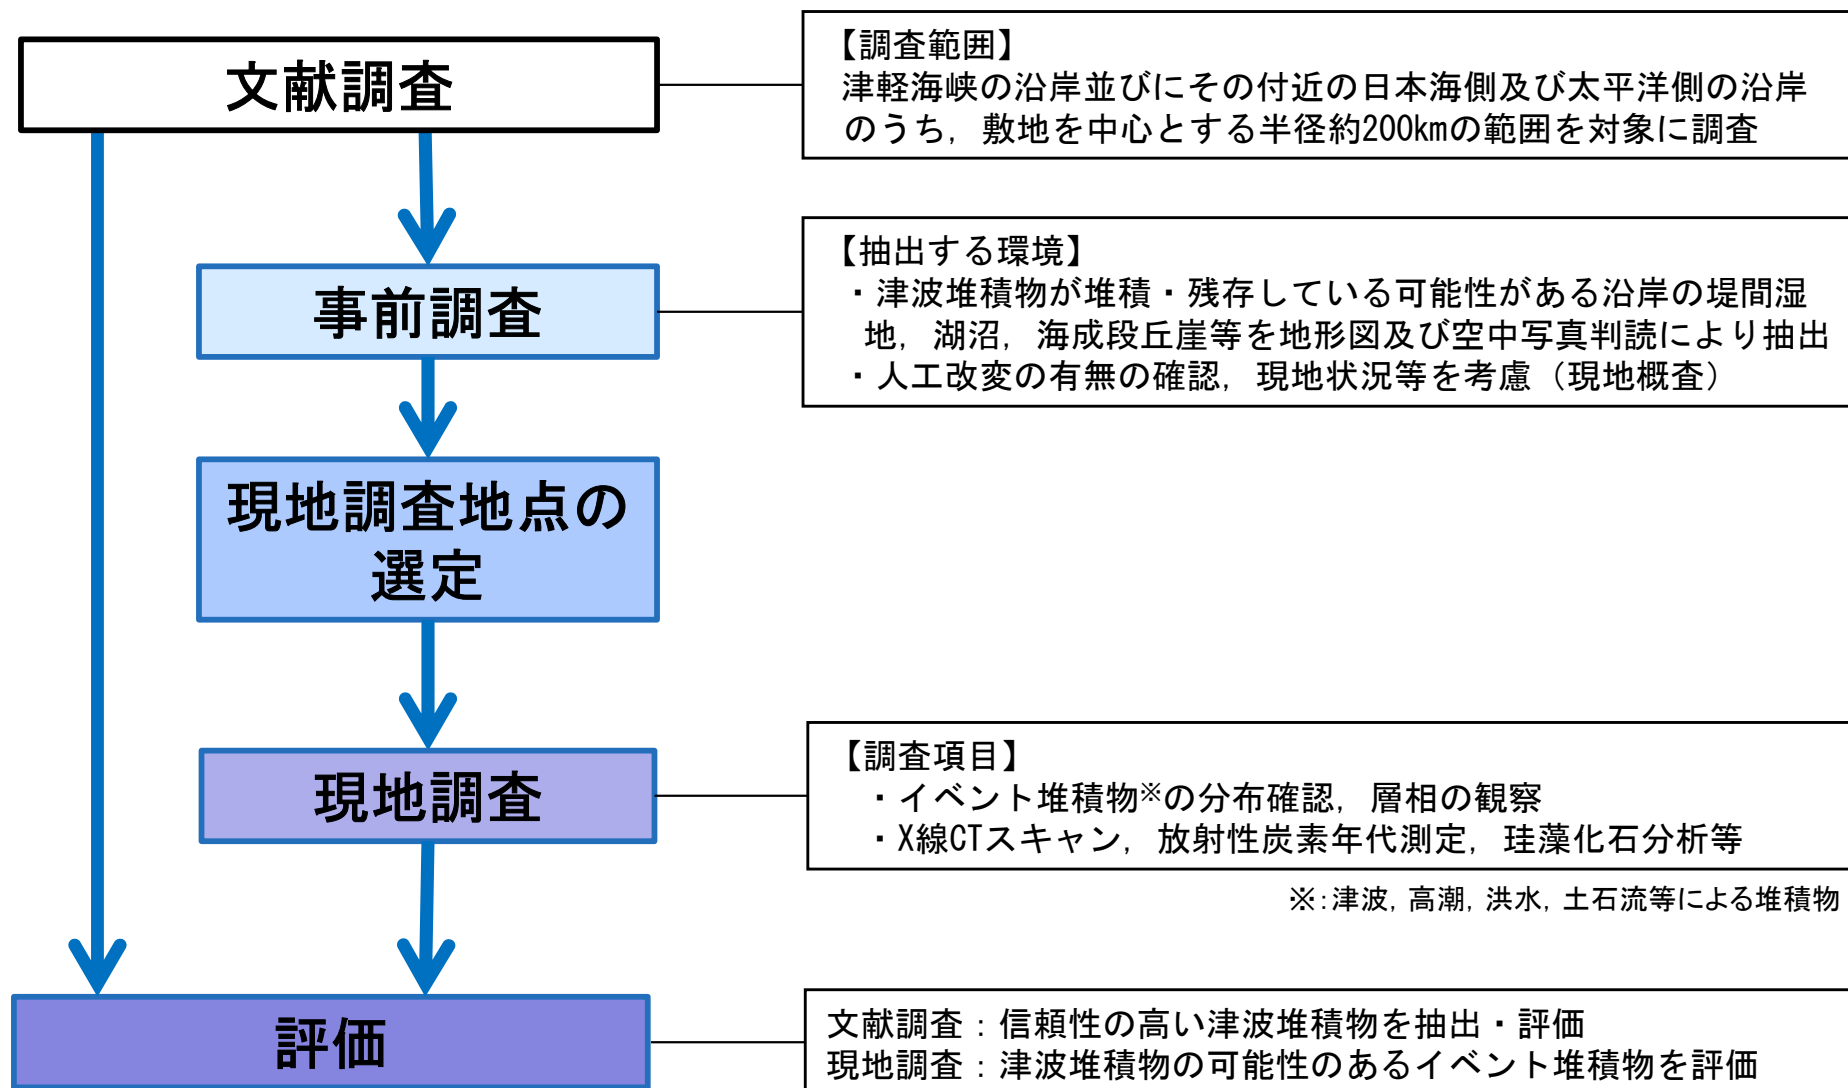 文献調査
【調査範囲】
津軽海峡の沿岸並びにその付近の日本海側及び太平洋側の沿岸
のうち，敷地を中心とする半径約200kmの範囲を対象に調査
事前調査
【抽出する環境】
・津波堆積物が堆積・残存している可能性がある沿岸の堤間湿
地，湖沼，海成段丘崖等を地形図及び空中写真判読により抽出
・人工改変の有無の確認，現地状況等を考慮（現地概査）
現地調査地点の
選定
現地調査
【調査項目】
・イベント堆積物※の分布確認，層相の観察
・X線CTスキャン，放射性炭素年代測定，珪藻化石分析等
※：津波，高潮，洪水，土石流等による堆積物
評価
文献調査：信頼性の高い津波堆積物を抽出・評価
現地調査：津波堆積物の可能性のあるイベント堆積物を評価